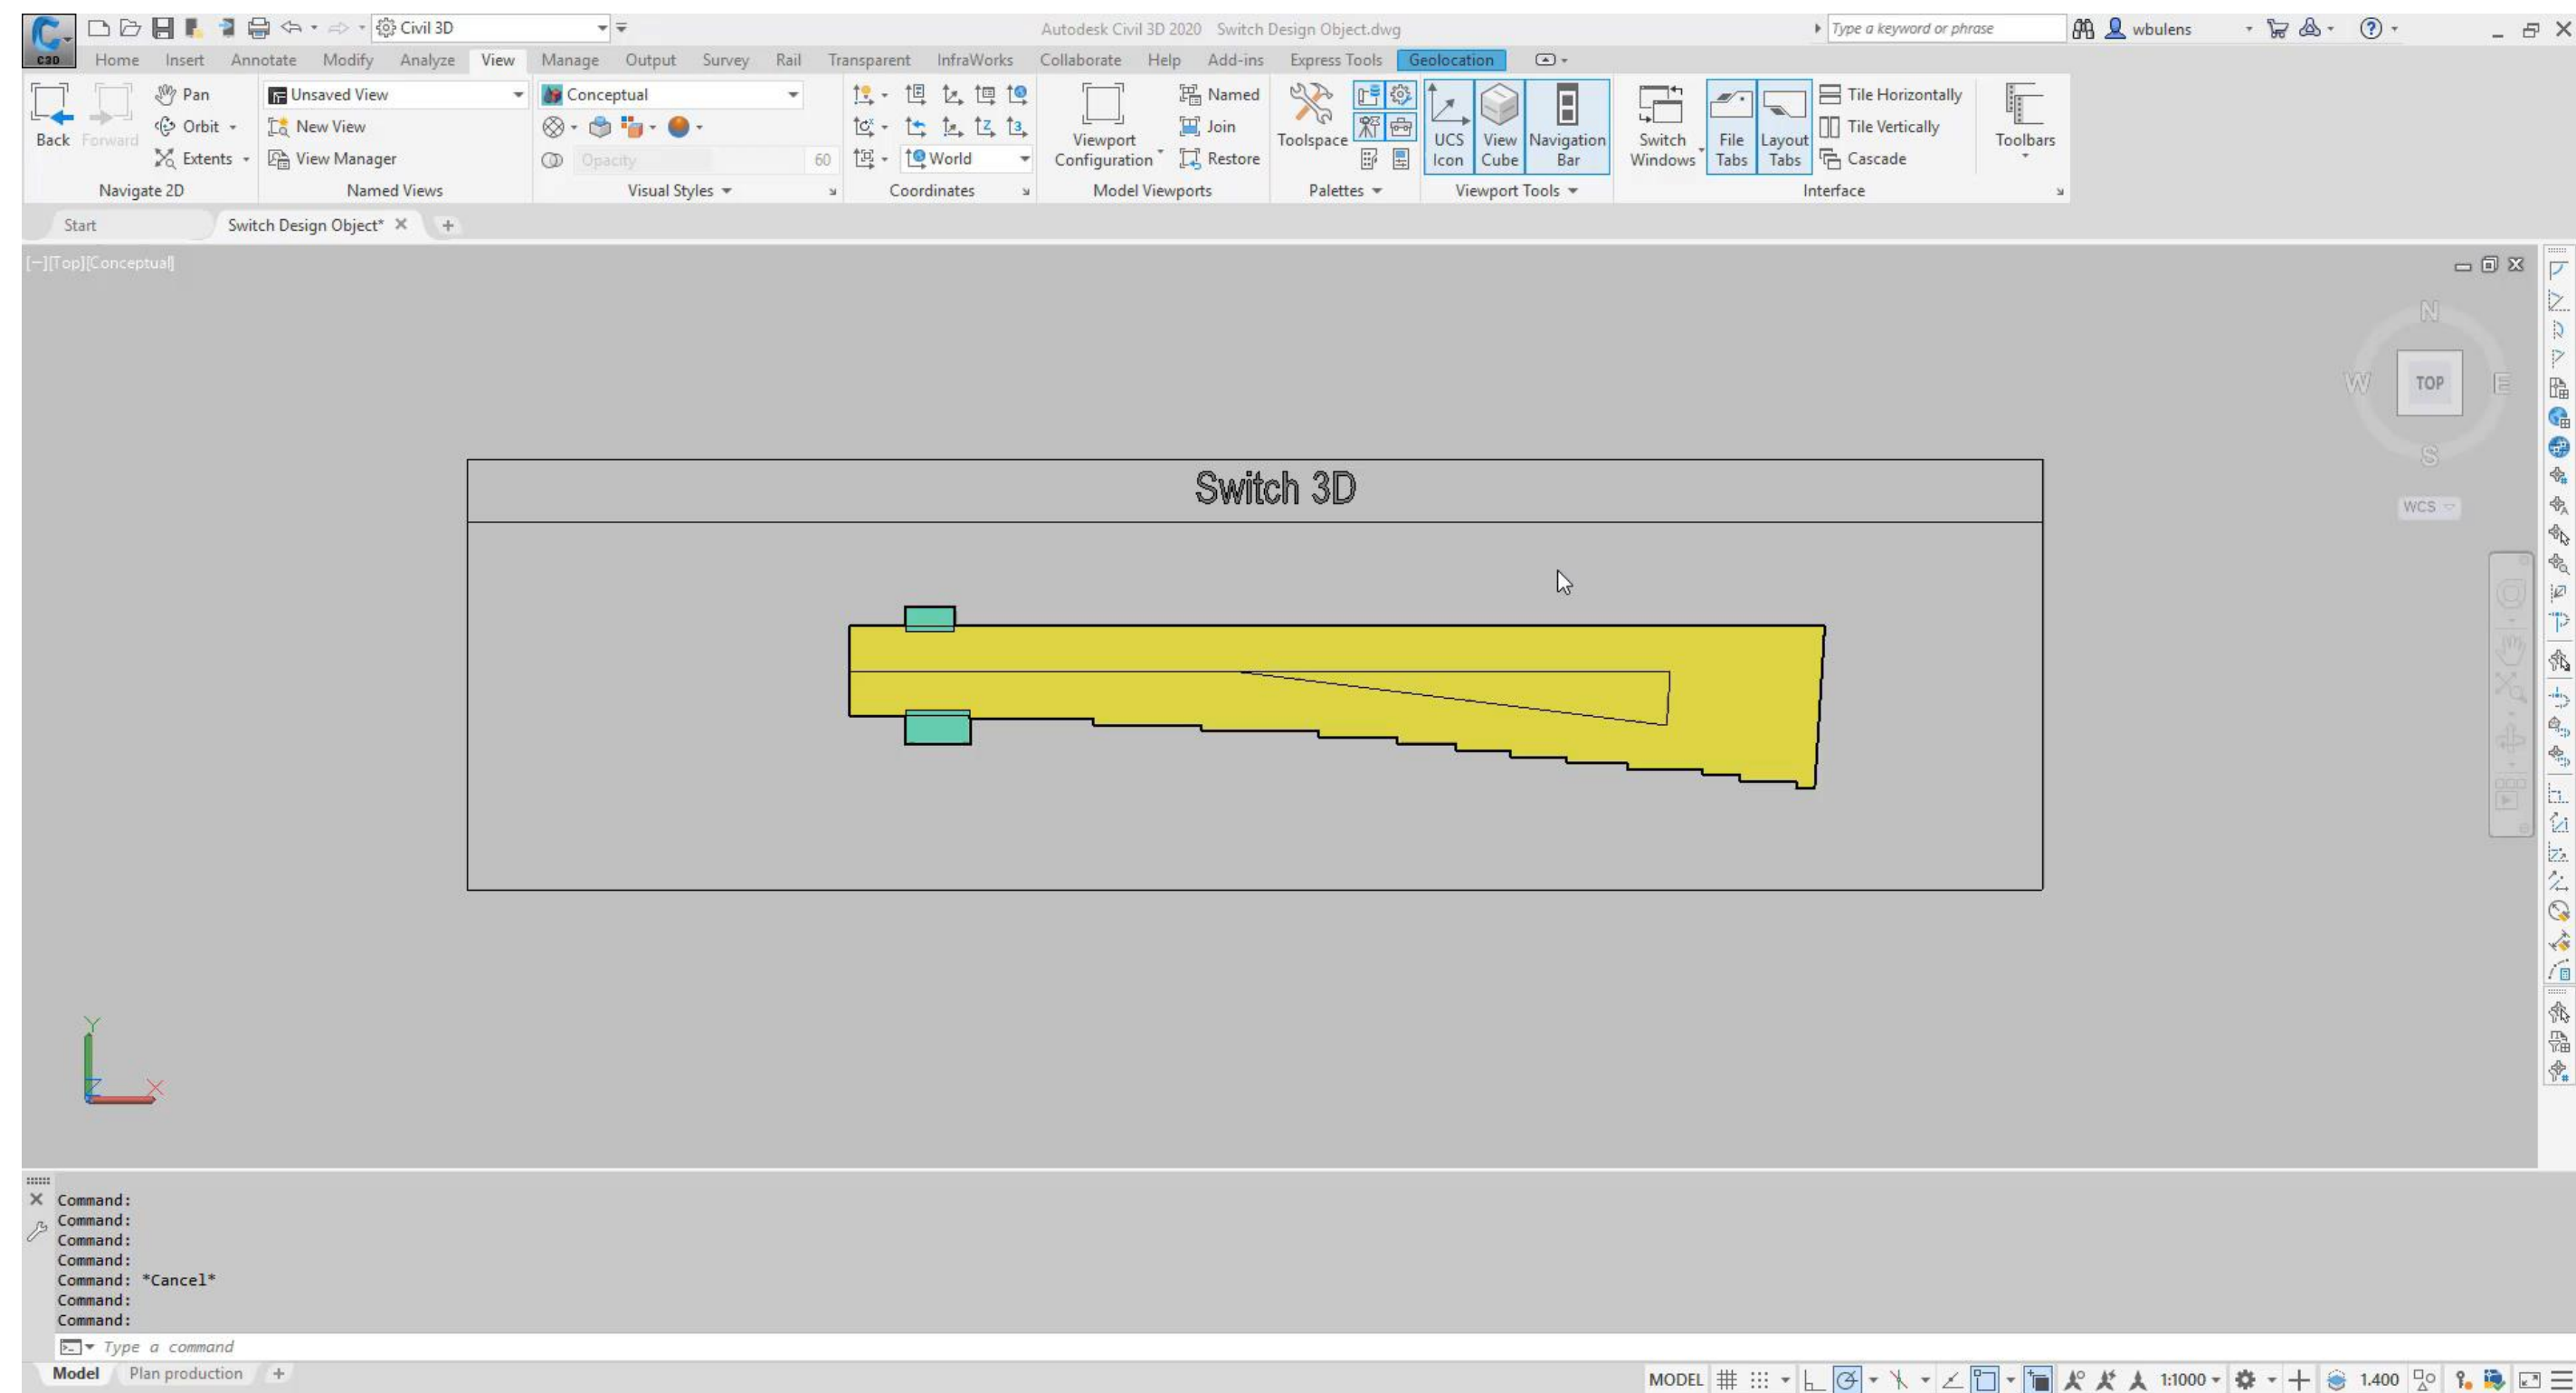 Civil 3D
Autodesk Civil 3D 2020 Switch Design Object.dwg
Type a keyword or phrase
wbulens
C3D Home Insert Annotate Modify Analyze View Manage Output Survey Rail Transparent InfraWorks Collaborate Help Add-ins Express Tools Geolocation
Back Forward
Pan
Orbit
Extents
Navigate 2D
Unsaved View
New View
View Manager
Named Views
Conceptual
Opacity 60
Visual Styles
World
Coordinates
Viewport Configuration
Named
Join
Restore
Model Viewports
Toolspace
Palettes
UCS Icon
View Cube
Navigation Bar
Viewport Tools
Switch Windows
File Tabs
Layout Tabs
Tile Horizontally
Tile Vertically
Cascade
Interface
Toolbars
Start Switch Design Object*
[−][Top][Conceptual]
N
W TOP E
S
WCS
Switch 3D
Y
Z X
Command:
Command:
Command:
Command:
Command: *Cancel*
Command:
Command:
Type a command
Model Plan production +
MODEL 1:1000 1.400